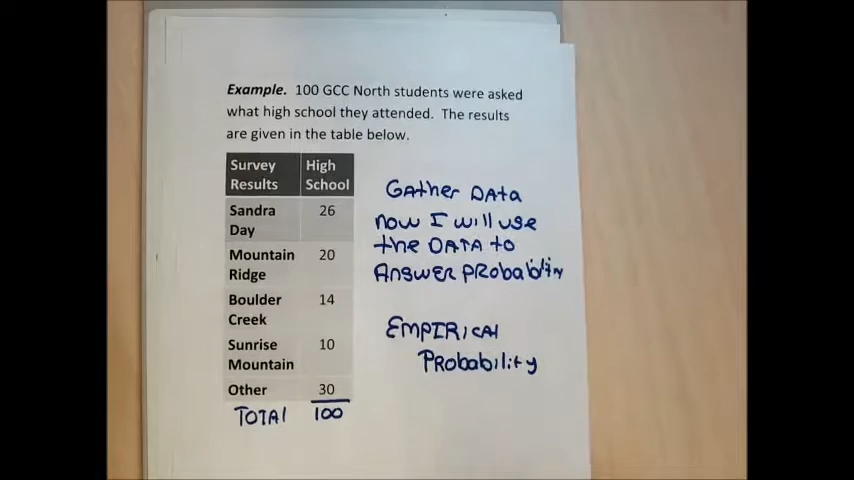 Example. 100 GCC North students were asked
what high school they attended. The results
are given in the table below.
Survey Results High School
Sandra Day 26
Mountain Ridge 20
Boulder Creek 14
Sunrise Mountain 10
Other 30
TOTAl 100
GAther DAta
now I will use
the DATA to
Answer Probability
EMPIRICAl
Probability